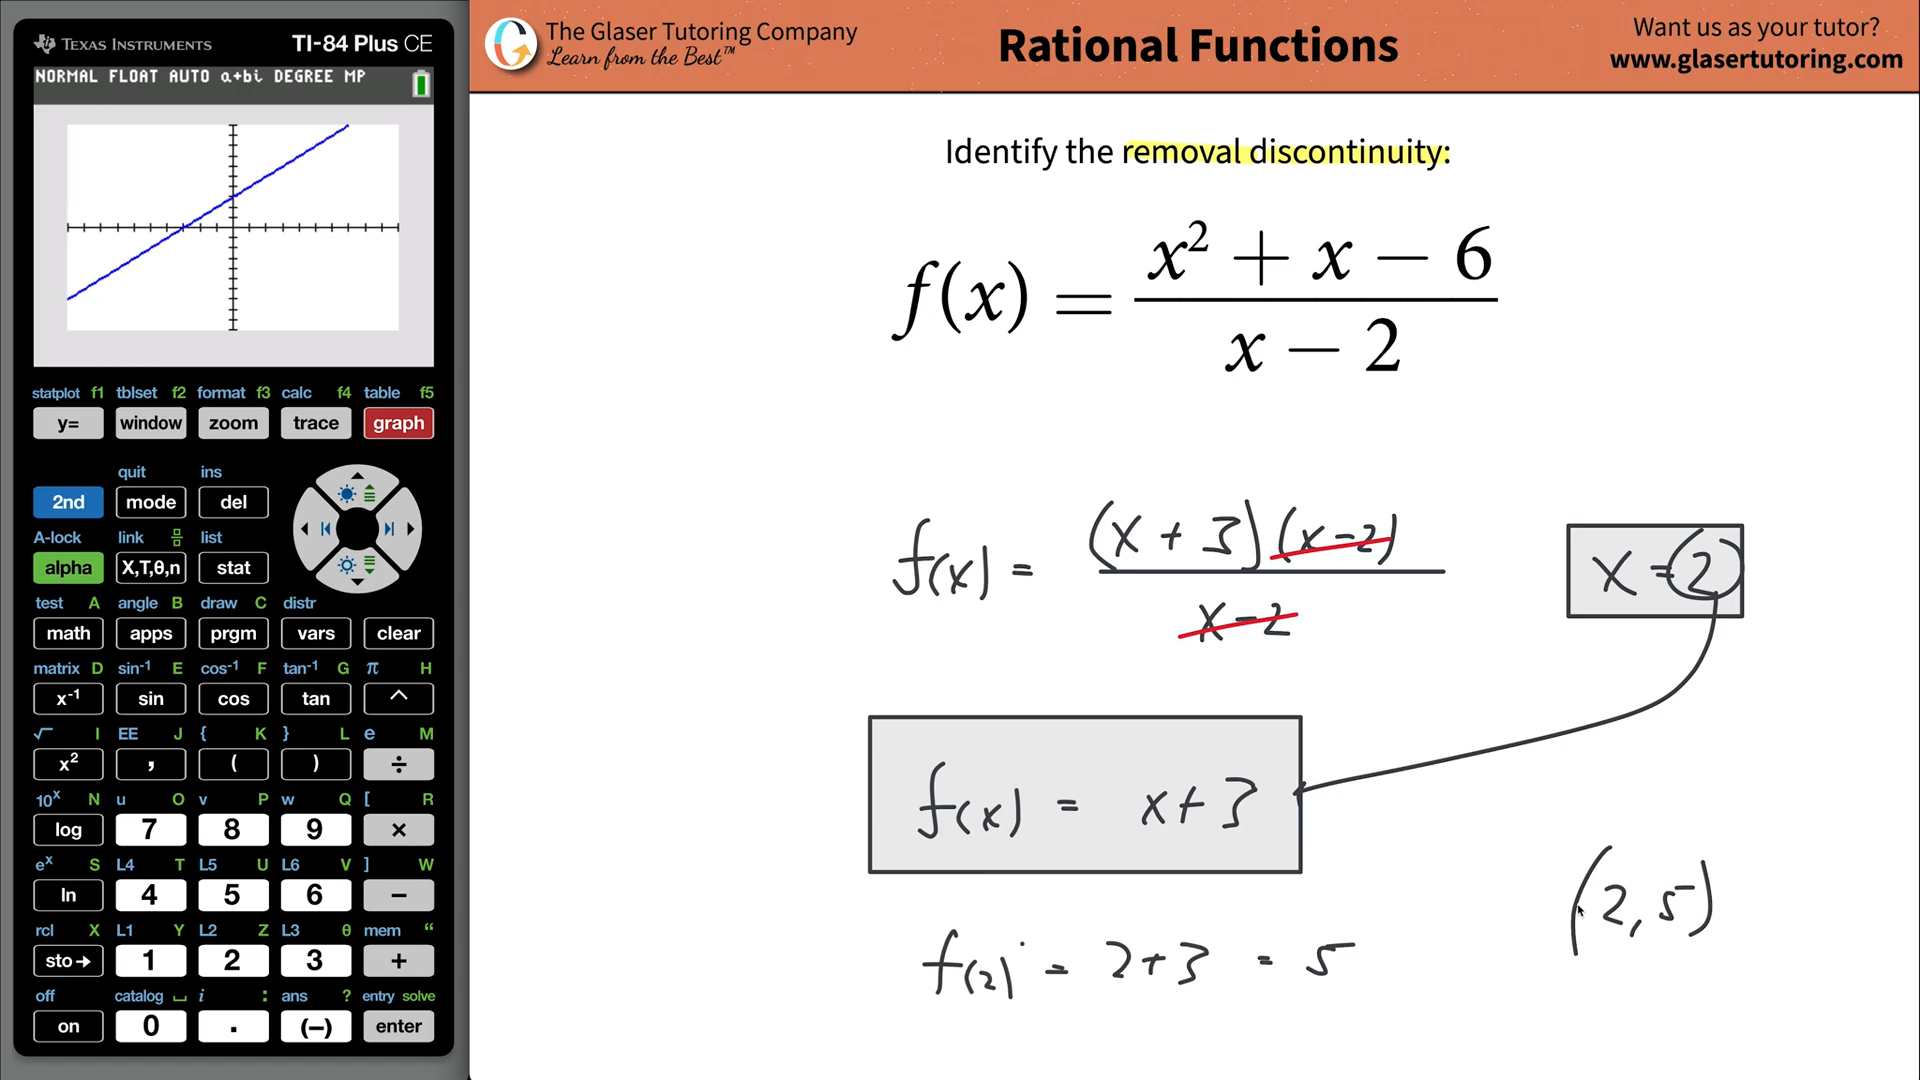 TEXAS INSTRUMENTS TI-84 Plus CE
NORMAL FLOAT AUTO a+bi DEGREE MP
statplot f1 tblset f2 format f3 calc f4 table f5
y= window zoom trace graph
quit ins
2nd mode del
A-lock link list
alpha X,T,θ,n stat
test A angle B draw C distr
math apps prgm vars clear
matrix D sin⁻¹ E cos⁻¹ F tan⁻¹ G π H
x⁻¹ sin cos tan ^
√ I EE J { K } L e M
x² , ( ) ÷
10ˣ N u O v P w Q [ R
log 7 8 9 ×
eˣ S L4 T L5 U L6 V ] W
ln 4 5 6 −
rcl X L1 Y L2 Z L3 θ mem “
sto→ 1 2 3 +
off catalog ⎵ i : ans ? entry solve
on 0 . (−) enter
The Glaser Tutoring Company
Learn from the Best™
Rational Functions
Want us as your tutor?
www.glasertutoring.com
Identify the removal discontinuity:
f(x) = (x² + x − 6) / (x − 2)
f(x) = (x + 3)(x−2) / x−2
x = 2
f(x) = x+3
f(2) = 2+3 = 5
(2, 5)